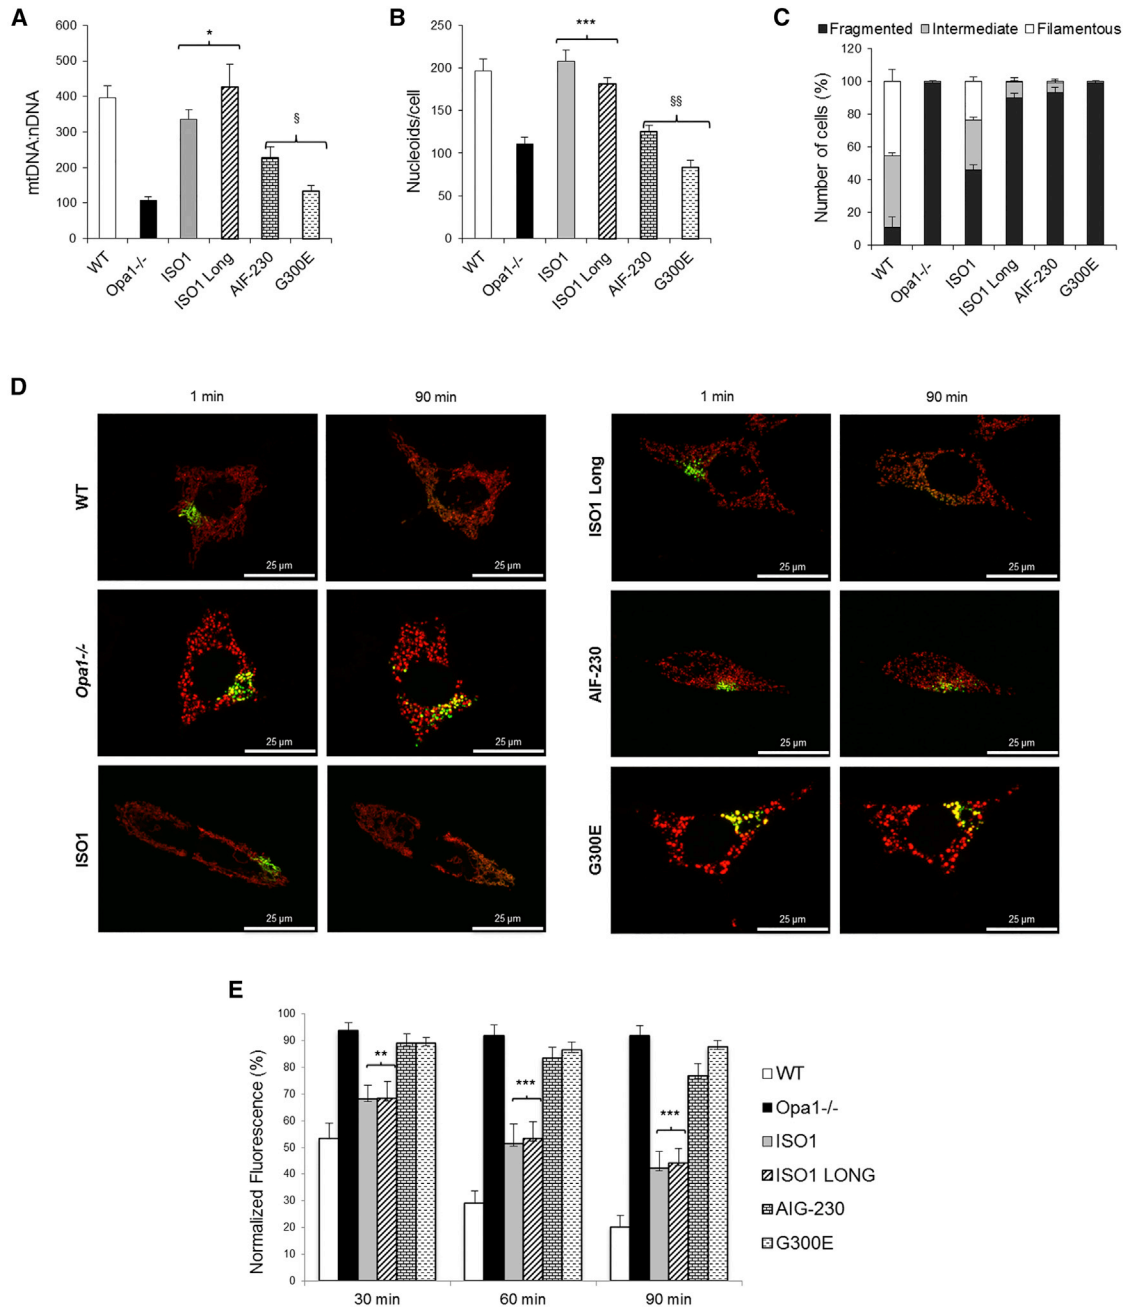 A
600
500
400
300
200
100
0
mtDNA:nDNA
*
§
WT
Opa1-/-
ISO1
ISO1 Long
AIF-230
G300E
B
250
200
150
100
50
0
Nucleoids/cell
***
§§
WT
Opa1-/-
ISO1
ISO1 Long
AIF-230
G300E
C
Fragmented Intermediate Filamentous
120
100
80
60
40
20
0
Number of cells (%)
WT
Opa1-/-
ISO1
ISO1 Long
AIF-230
G300E
D
1 min 90 min 1 min 90 min
WT
25 µm 25 µm
ISO1 Long
25 µm 25 µm
Opa1-/-
25 µm 25 µm
AIF-230
25 µm 25 µm
ISO1
25 µm 25 µm
G300E
25 µm 25 µm
E
100
90
80
70
60
50
40
30
20
10
0
Normalized Fluorescence (%)
**
***
***
30 min 60 min 90 min
WT
Opa1-/-
ISO1
ISO1 LONG
AIG-230
G300E